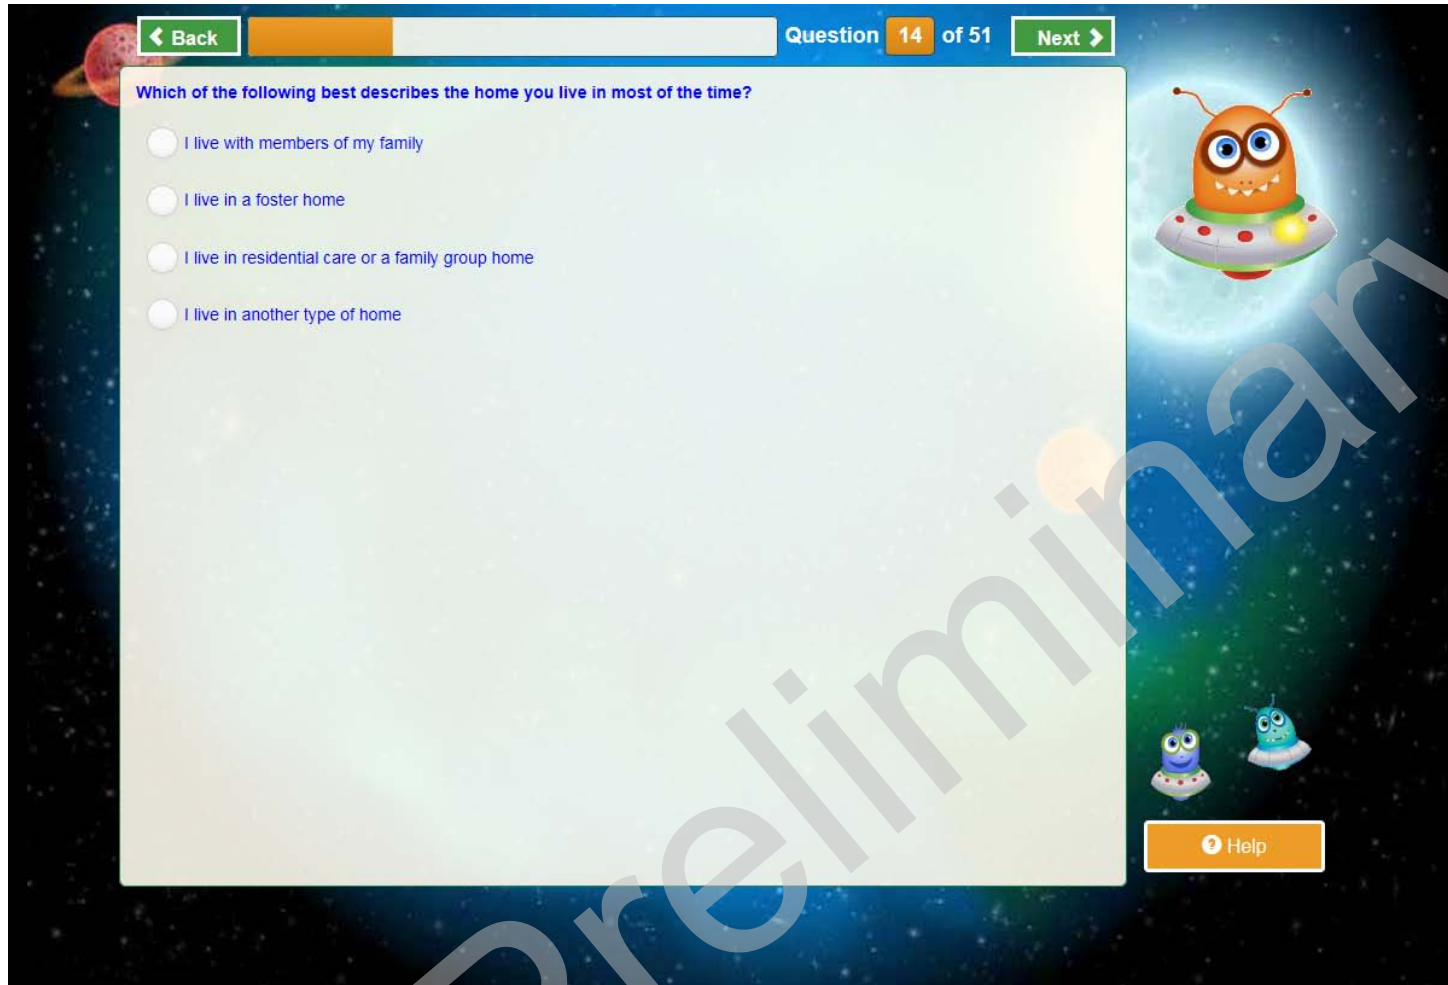 Back
Question 14 of 51
Next
Which of the following best describes the home you live in most of the time?
I live with members of my family
I live in a foster home
I live in residential care or a family group home
I live in another type of home
? Help
Preliminary